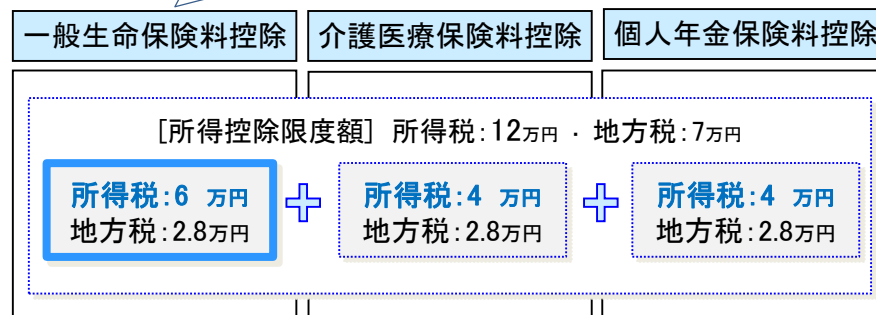 一般生命保険料控除
介護医療保険料控除
個人年金保険料控除
[所得控除限度額] 所得税:12万円 ・ 地方税:7万円
所得税:6 万円
地方税:2.8万円
所得税:4 万円
地方税:2.8万円
所得税:4 万円
地方税:2.8万円